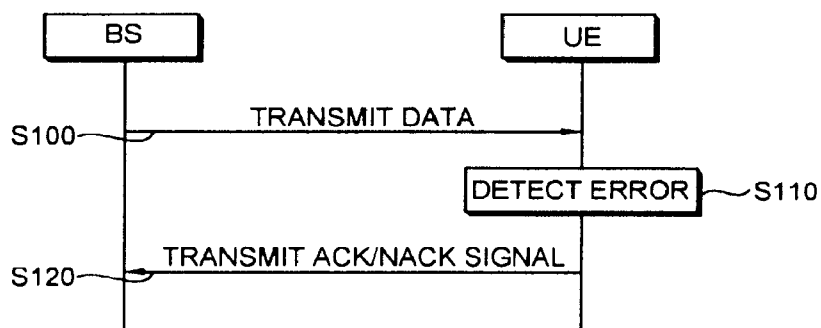 BS
UE
TRANSMIT DATA
S100
DETECT ERROR
S110
TRANSMIT ACK/NACK SIGNAL
S120